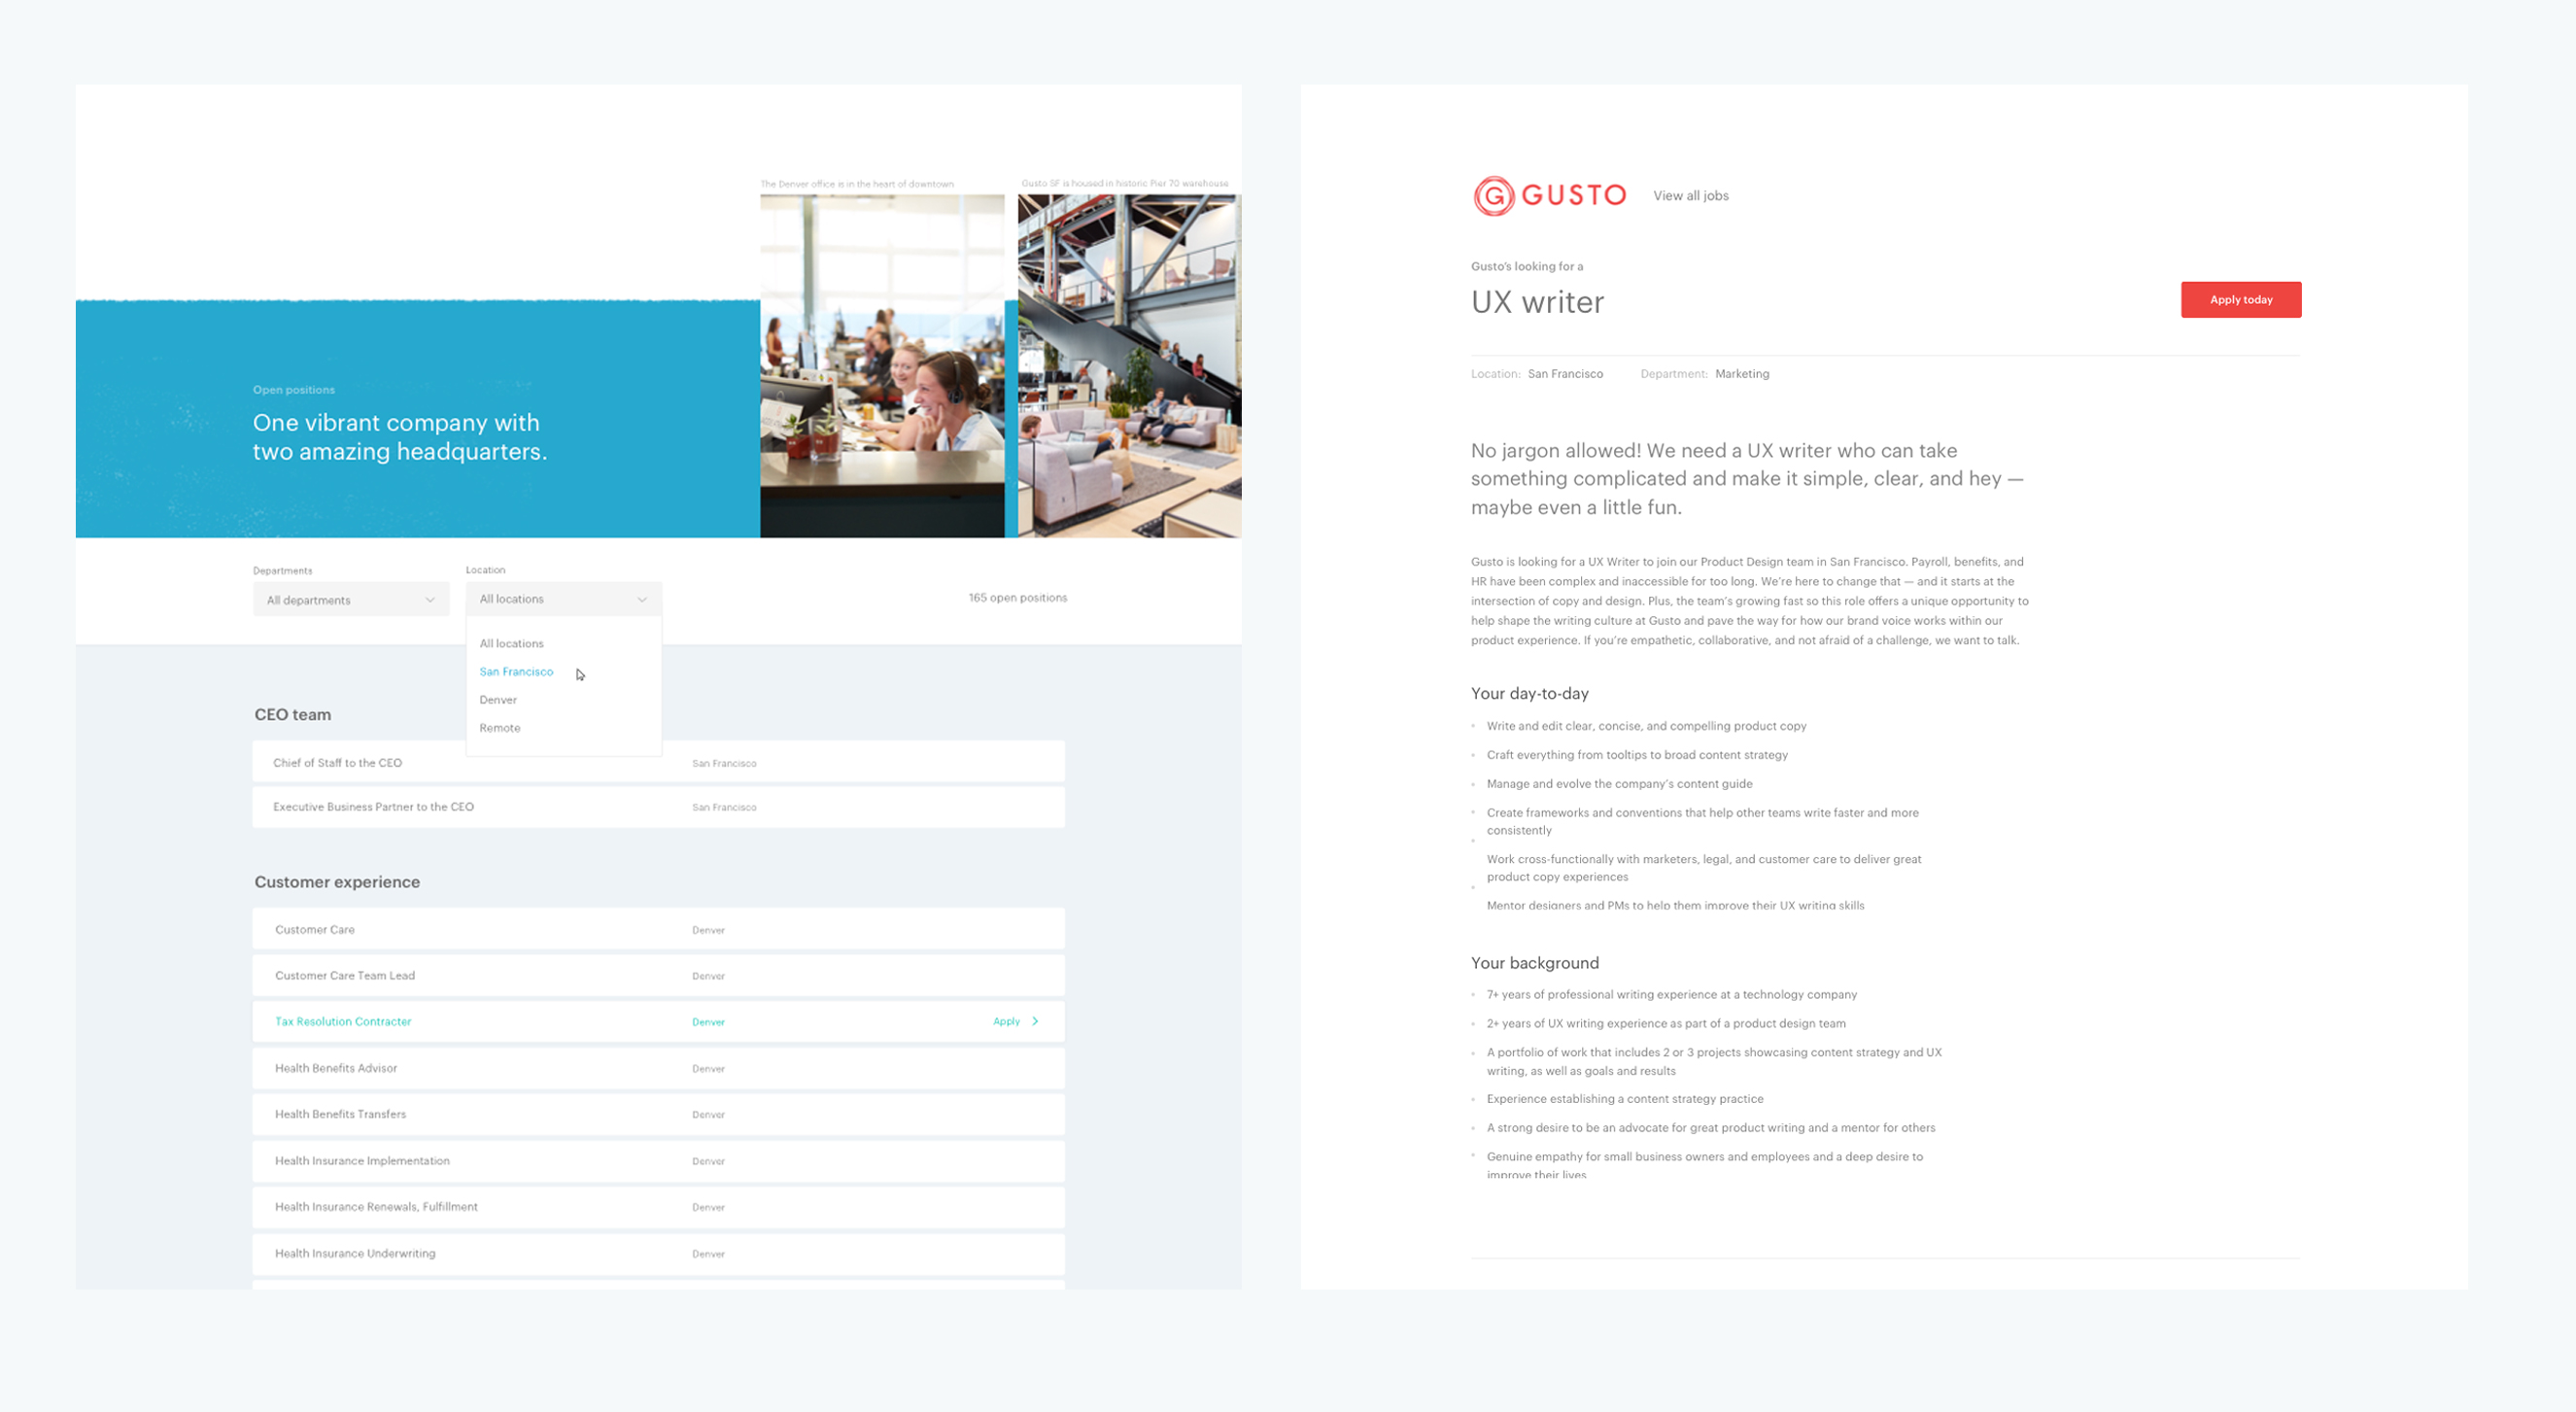 The Denver office is in the heart of downtown
Gusto SF is housed in historic Pier 70 warehouse
Open positions
One vibrant company with
two amazing headquarters.
Departments
Location
All departments
All locations
165 open positions
All locations
San Francisco
Denver
Remote
CEO team
Chief of Staff to the CEO
San Francisco
Executive Business Partner to the CEO
San Francisco
Customer experience
Customer Care
Denver
Customer Care Team Lead
Denver
Tax Resolution Contracter
Denver
Apply
Health Benefits Advisor
Denver
Health Benefits Transfers
Denver
Health Insurance Implementation
Denver
Health Insurance Renewals, Fulfillment
Denver
Health Insurance Underwriting
Denver
GUSTO
View all jobs
Gusto's looking for a
UX writer
Apply today
Location: San Francisco
Department: Marketing
No jargon allowed! We need a UX writer who can take
something complicated and make it simple, clear, and hey —
maybe even a little fun.
Gusto is looking for a UX Writer to join our Product Design team in San Francisco. Payroll, benefits, and
HR have been complex and inaccessible for too long. We're here to change that — and it starts at the
intersection of copy and design. Plus, the team's growing fast so this role offers a unique opportunity to
help shape the writing culture at Gusto and pave the way for how our brand voice works within our
product experience. If you're empathetic, collaborative, and not afraid of a challenge, we want to talk.
Your day-to-day
Write and edit clear, concise, and compelling product copy
Craft everything from tooltips to broad content strategy
Manage and evolve the company's content guide
Create frameworks and conventions that help other teams write faster and more
consistently
Work cross-functionally with marketers, legal, and customer care to deliver great
product copy experiences
Mentor designers and PMs to help them improve their UX writing skills
Your background
7+ years of professional writing experience at a technology company
2+ years of UX writing experience as part of a product design team
A portfolio of work that includes 2 or 3 projects showcasing content strategy and UX
writing, as well as goals and results
Experience establishing a content strategy practice
A strong desire to be an advocate for great product writing and a mentor for others
Genuine empathy for small business owners and employees and a deep desire to
improve their lives